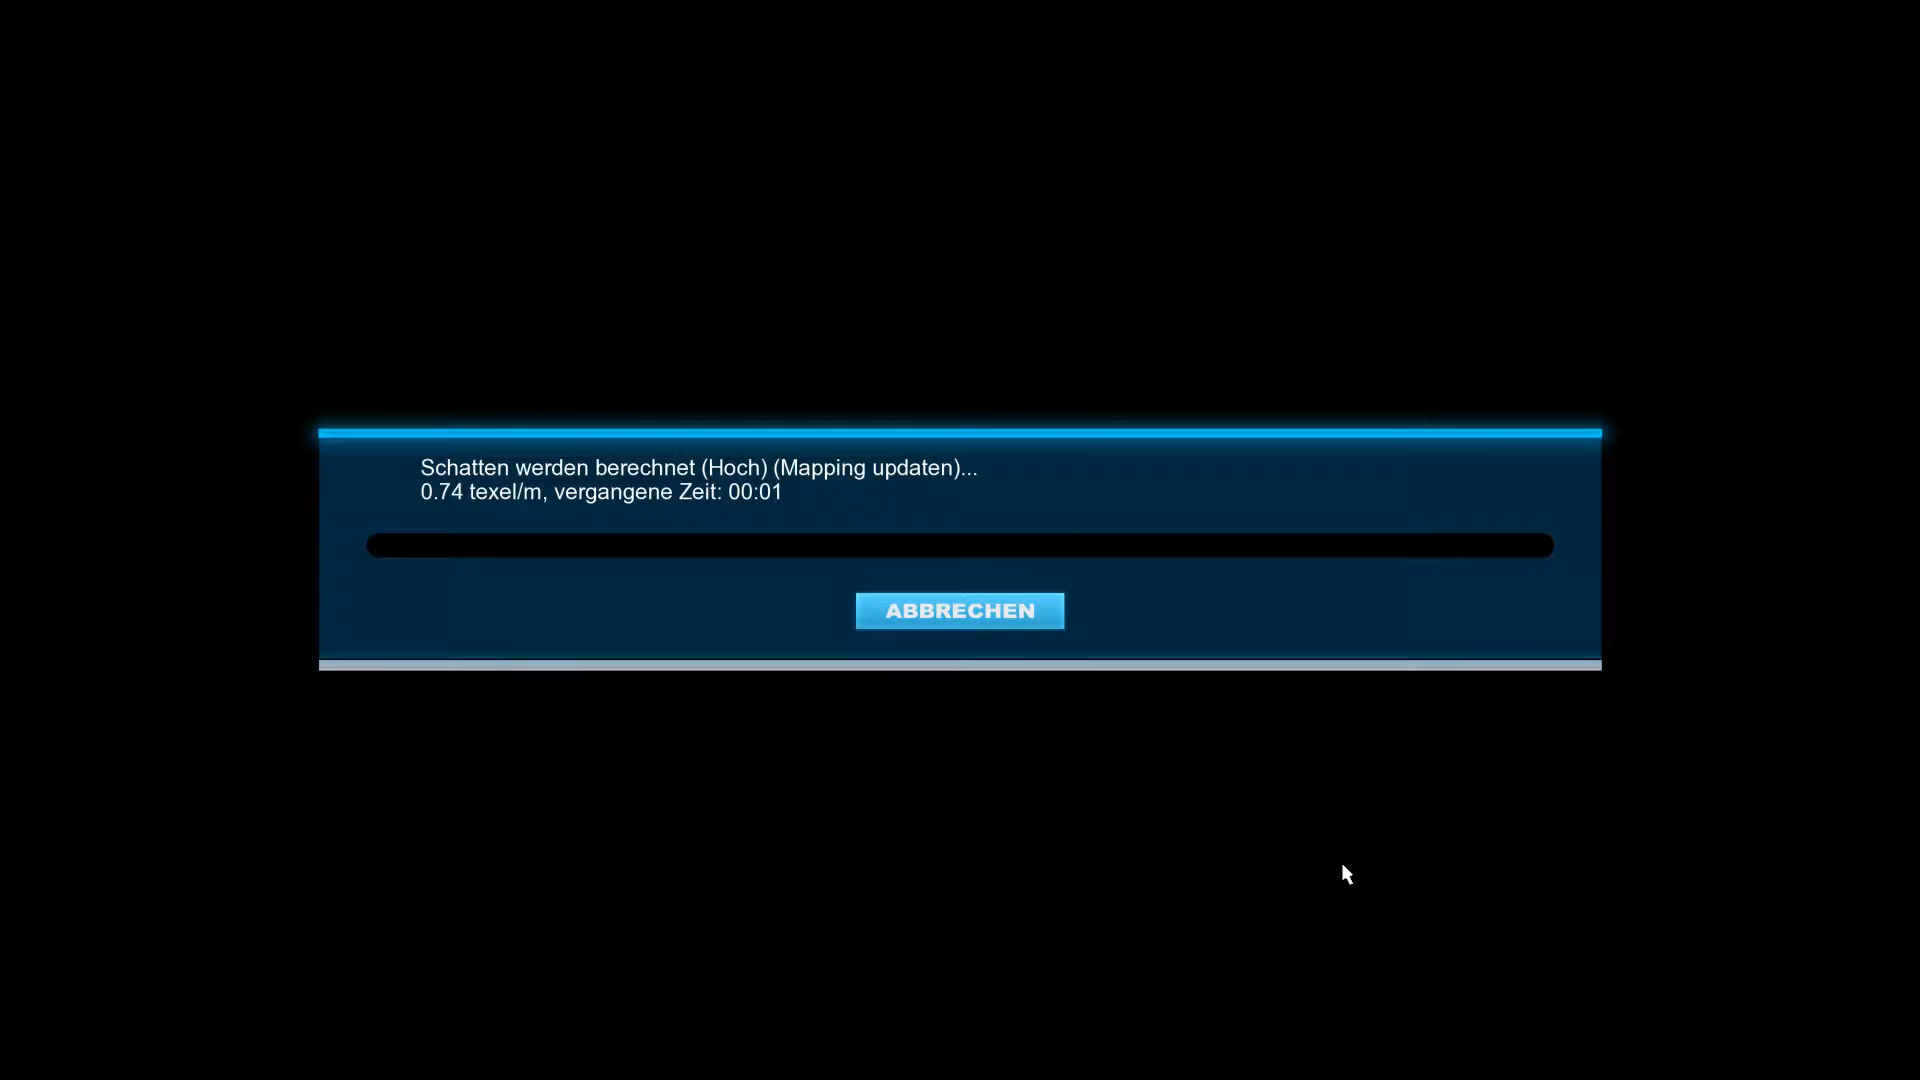 Schatten werden berechnet (Hoch) (Mapping updaten)...
0.74 texel/m, vergangene Zeit: 00:01
ABBRECHEN